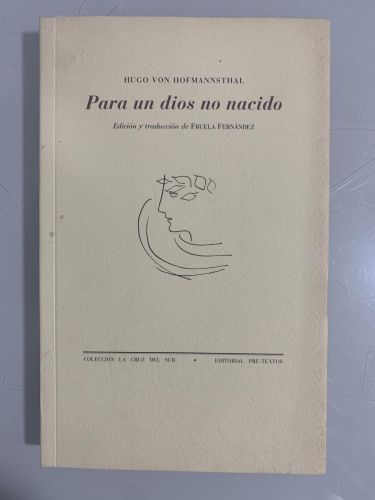 HUGO VON HOFMANNSTHAL
Para un dios no nacido
Edición y traducción de FRUELA FERNÁNDEZ
COLECCIÓN LA CRUZ DEL SUR • EDITORIAL PRE-TEXTOS